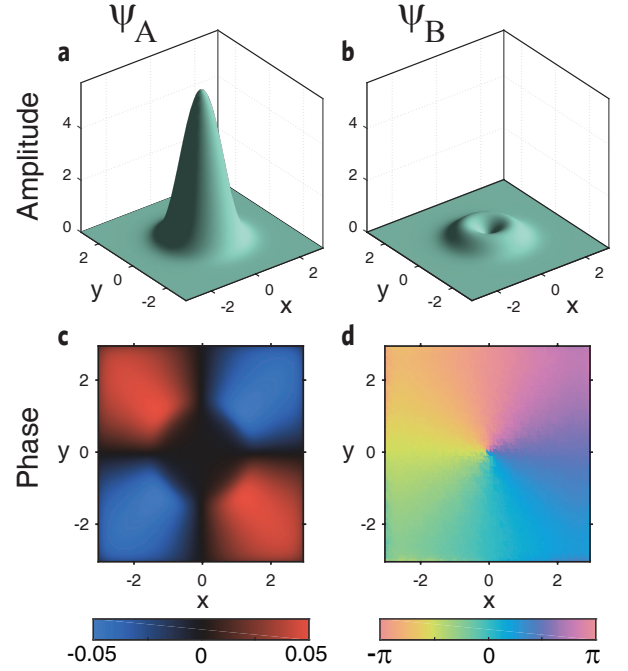 ψA ψB
a b
Amplitude
4 4
2 2
0 0
2 0 -2 -2 0 2
y x
2 0 -2 -2 0 2
y x
c d
Phase
2 2
y 0 y 0
-2 -2
-2 0 2 -2 0 2
x x
-0.05 0 0.05 -π 0 π